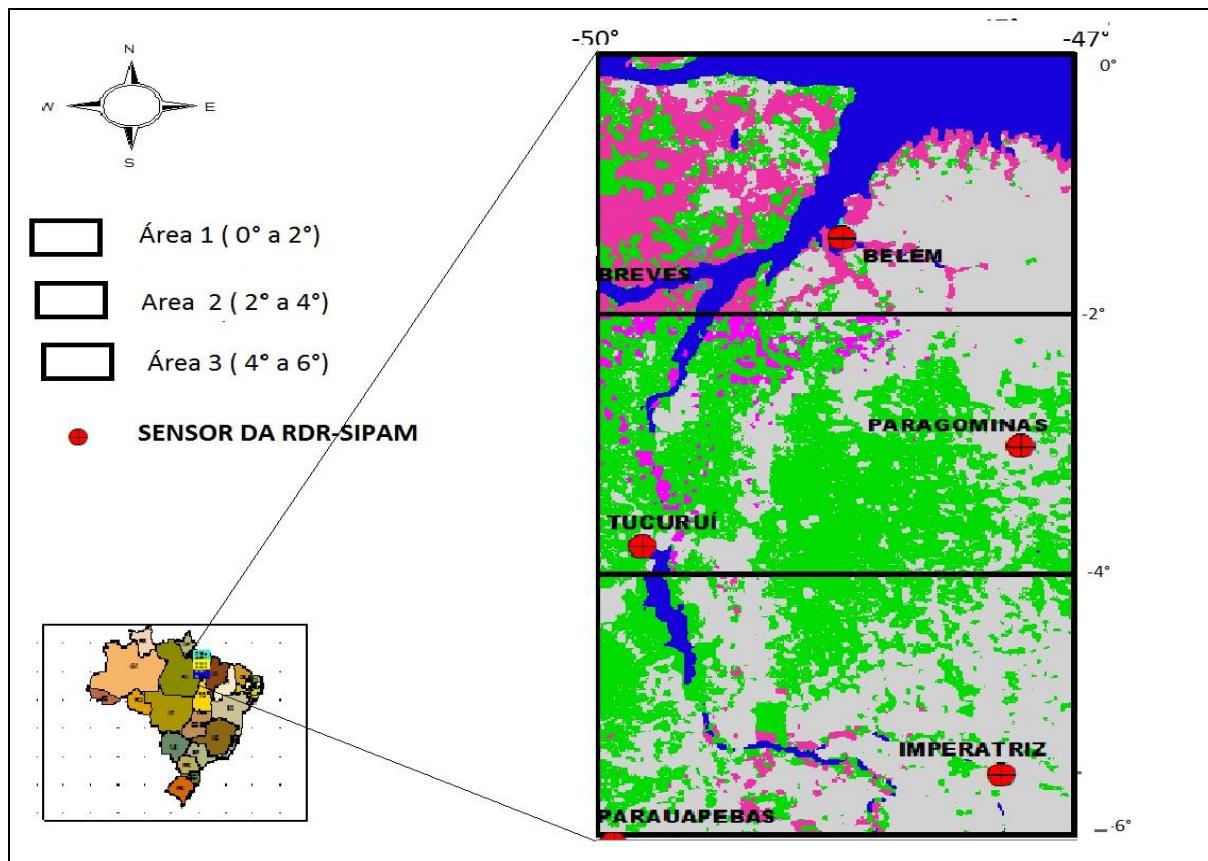 -50°
-47°
0°
N
W
E
S
Área 1 ( 0° a 2°)
Area 2 ( 2° a 4°)
Área 3 ( 4° a 6°)
SENSOR DA RDR-SIPAM
BELÉM
BREVES
-2°
PARAGOMINAS
TUCURUÍ
-4°
IMPERATRIZ
PARAUAPEBAS
-6°